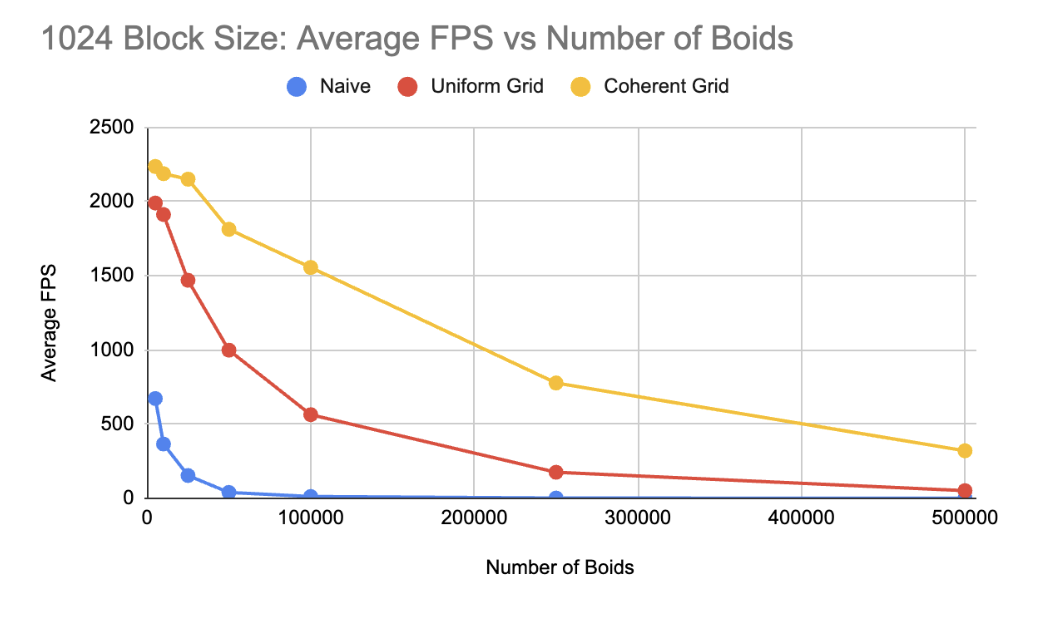 1024 Block Size: Average FPS vs Number of Boids
Naive Uniform Grid Coherent Grid
2500
2000
1500
1000
500
0
Average FPS
0 100000 200000 300000 400000 500000
Number of Boids